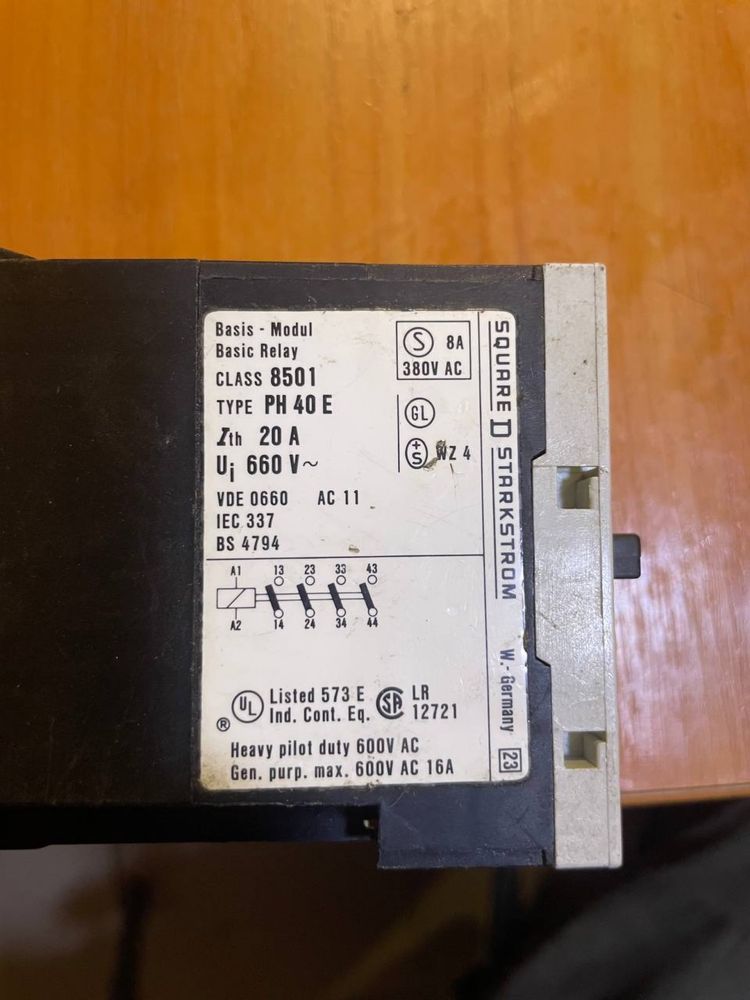 Basis - Modul
Basic Relay
CLASS 8501
TYPE PH 40 E
Ith 20 A
Ui 660 V~
VDE 0660 AC 11
IEC 337
BS 4794
S 8A
380V AC
GL
+S WZ 4
A1 13 23 33 43
A2 14 24 34 44
UL ® Listed 573 E
Ind. Cont. Eq.
SA LR
12721
Heavy pilot duty 600V AC
Gen. purp. max. 600V AC 16A
SQUARE D STARKSTROM W.-Germany 23